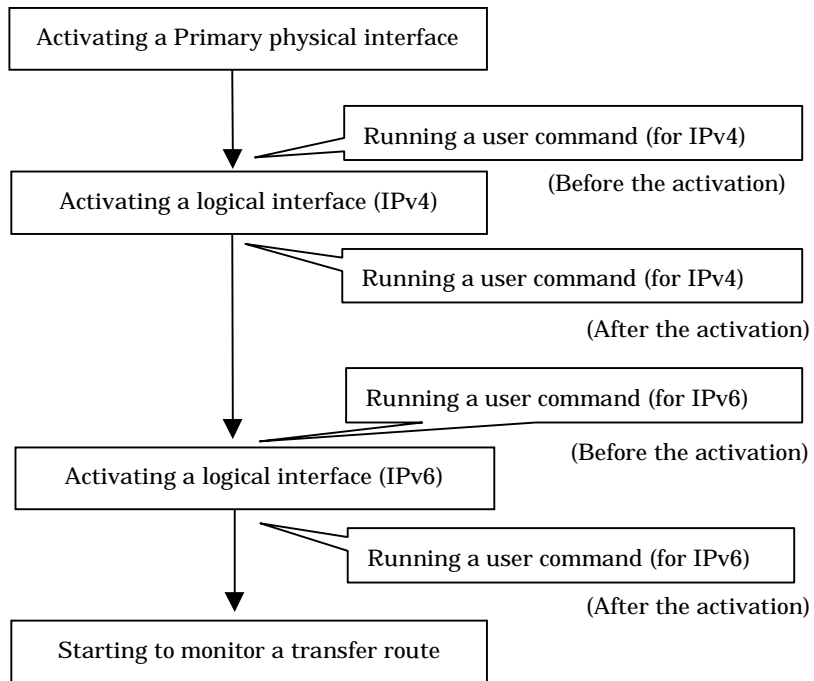 Activating a Primary physical interface
Running a user command (for IPv4)
(Before the activation)
Activating a logical interface (IPv4)
Running a user command (for IPv4)
(After the activation)
Running a user command (for IPv6)
(Before the activation)
Activating a logical interface (IPv6)
Running a user command (for IPv6)
(After the activation)
Starting to monitor a transfer route